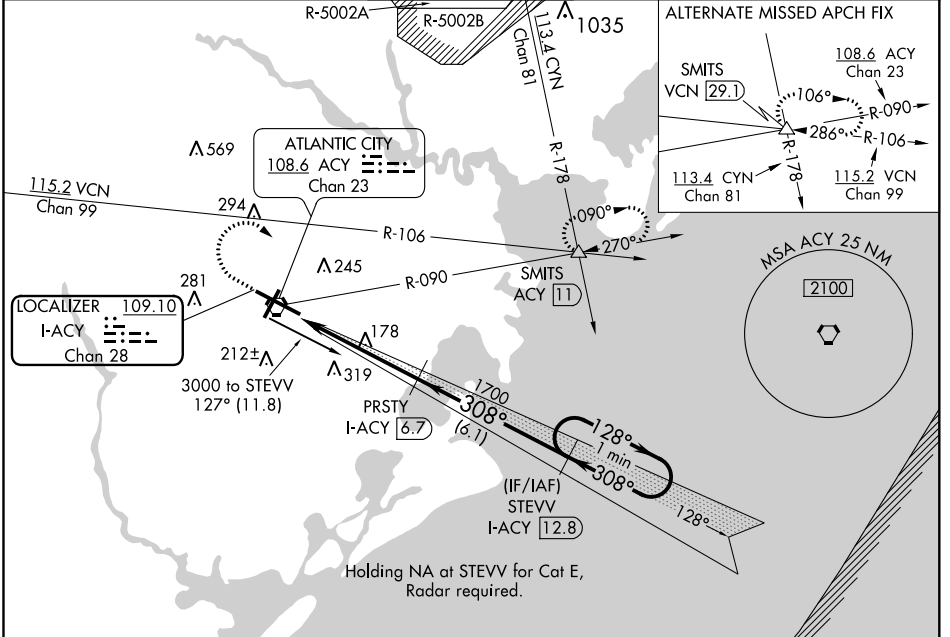 R-5002A
R-5002B
1035
113.4 CYN
Chan 81
R-178
ALTERNATE MISSED APCH FIX
SMITS
VCN 29.1
108.6 ACY
Chan 23
106°
R-090
286°
R-106
R-178
113.4 CYN
Chan 81
115.2 VCN
Chan 99
569
ATLANTIC CITY
108.6 ACY
Chan 23
115.2 VCN
Chan 99
294
R-106
090°
270°
245
R-090
SMITS
ACY 11
MSA ACY 25 NM
2100
281
LOCALIZER 109.10
I-ACY
Chan 28
178
212±
319
3000 to STEVV
127° (11.8)
PRSTY
I-ACY 6.7
1700
308°
(6.1)
128°
1 min
308°
(IF/IAF)
STEVV
I-ACY 12.8
128°
Holding NA at STEVV for Cat E,
Radar required.